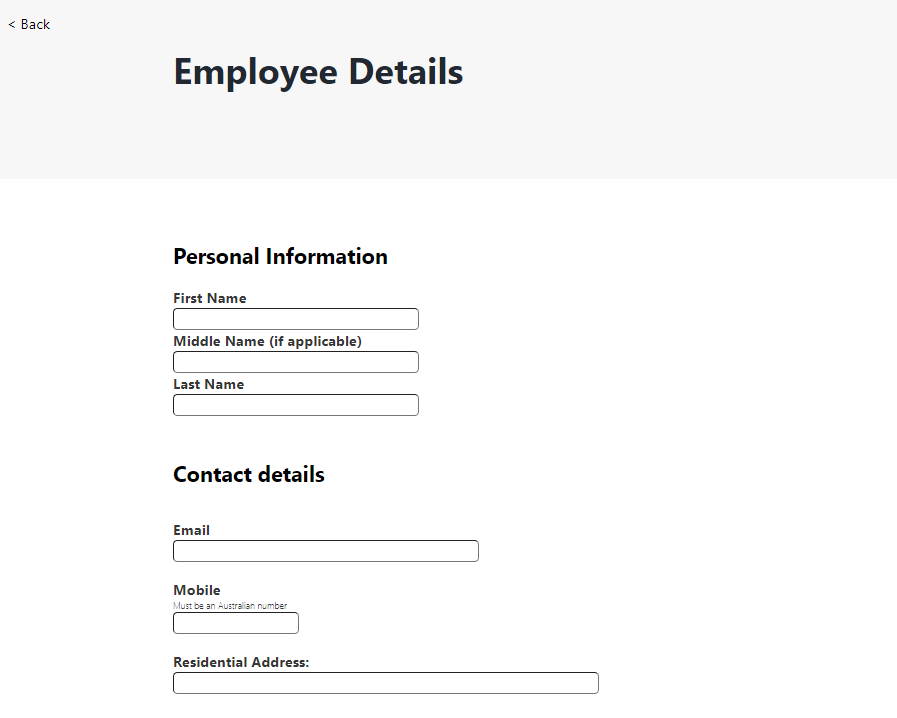 < Back
Employee Details
Personal Information
First Name
Middle Name (if applicable)
Last Name
Contact details
Email
Mobile
Must be an Australian number
Residential Address: